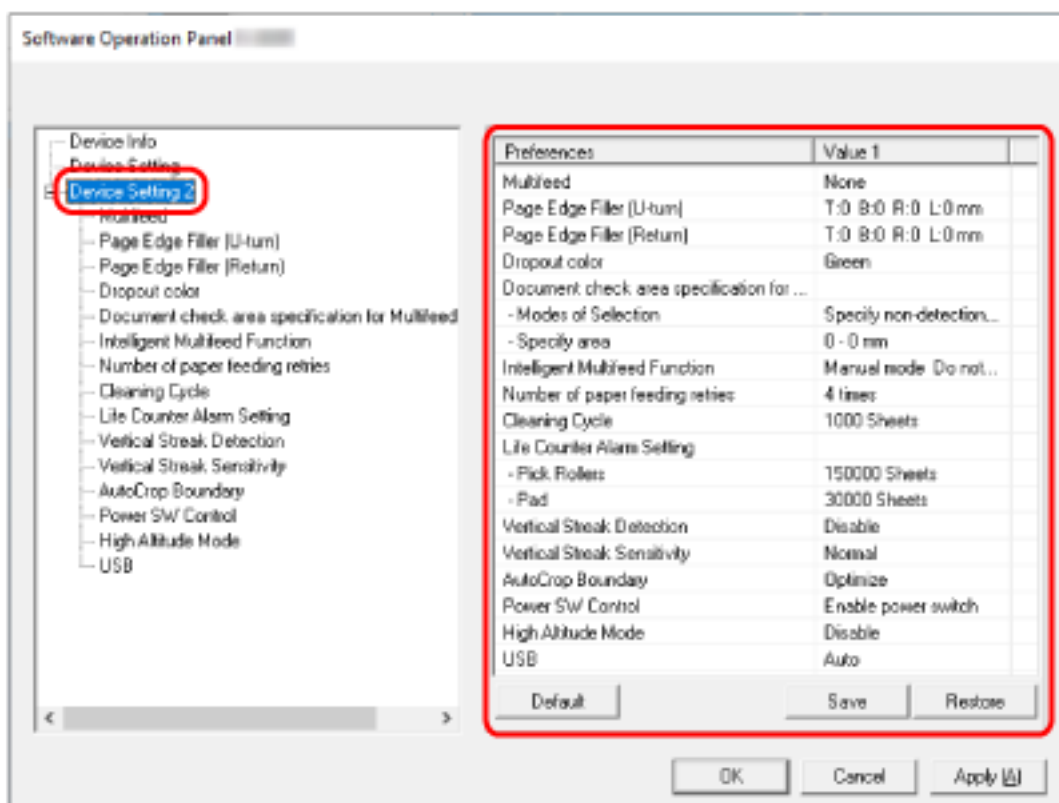 Software Operation Panel
Device Info
Device Setting
Device Setting 2
Multifeed
Page Edge Filler (U-turn)
Page Edge Filler (Return)
Dropout color
Document check area specification for Multifeed
Intelligent Multifeed Function
Number of paper feeding retries
Cleaning Cycle
Life Counter Alarm Setting
Vertical Streak Detection
Vertical Streak Sensitivity
AutoCrop Boundary
Power SW Control
High Altitude Mode
USB
Preferences Value 1
Multifeed None
Page Edge Filler (U-turn) T:0 B:0 R:0 L:0 mm
Page Edge Filler (Return) T:0 B:0 R:0 L:0 mm
Dropout color Green
Document check area specification for ...
- Modes of Selection Specify non-detection...
- Specify area 0 - 0 mm
Intelligent Multifeed Function Manual mode Do not...
Number of paper feeding retries 4 times
Cleaning Cycle 1000 Sheets
Life Counter Alarm Setting
- Pick Rollers 150000 Sheets
- Pad 30000 Sheets
Vertical Streak Detection Disable
Vertical Streak Sensitivity Normal
AutoCrop Boundary Optimize
Power SW Control Enable power switch
High Altitude Mode Disable
USB Auto
Default Save Restore
OK Cancel Apply (A)